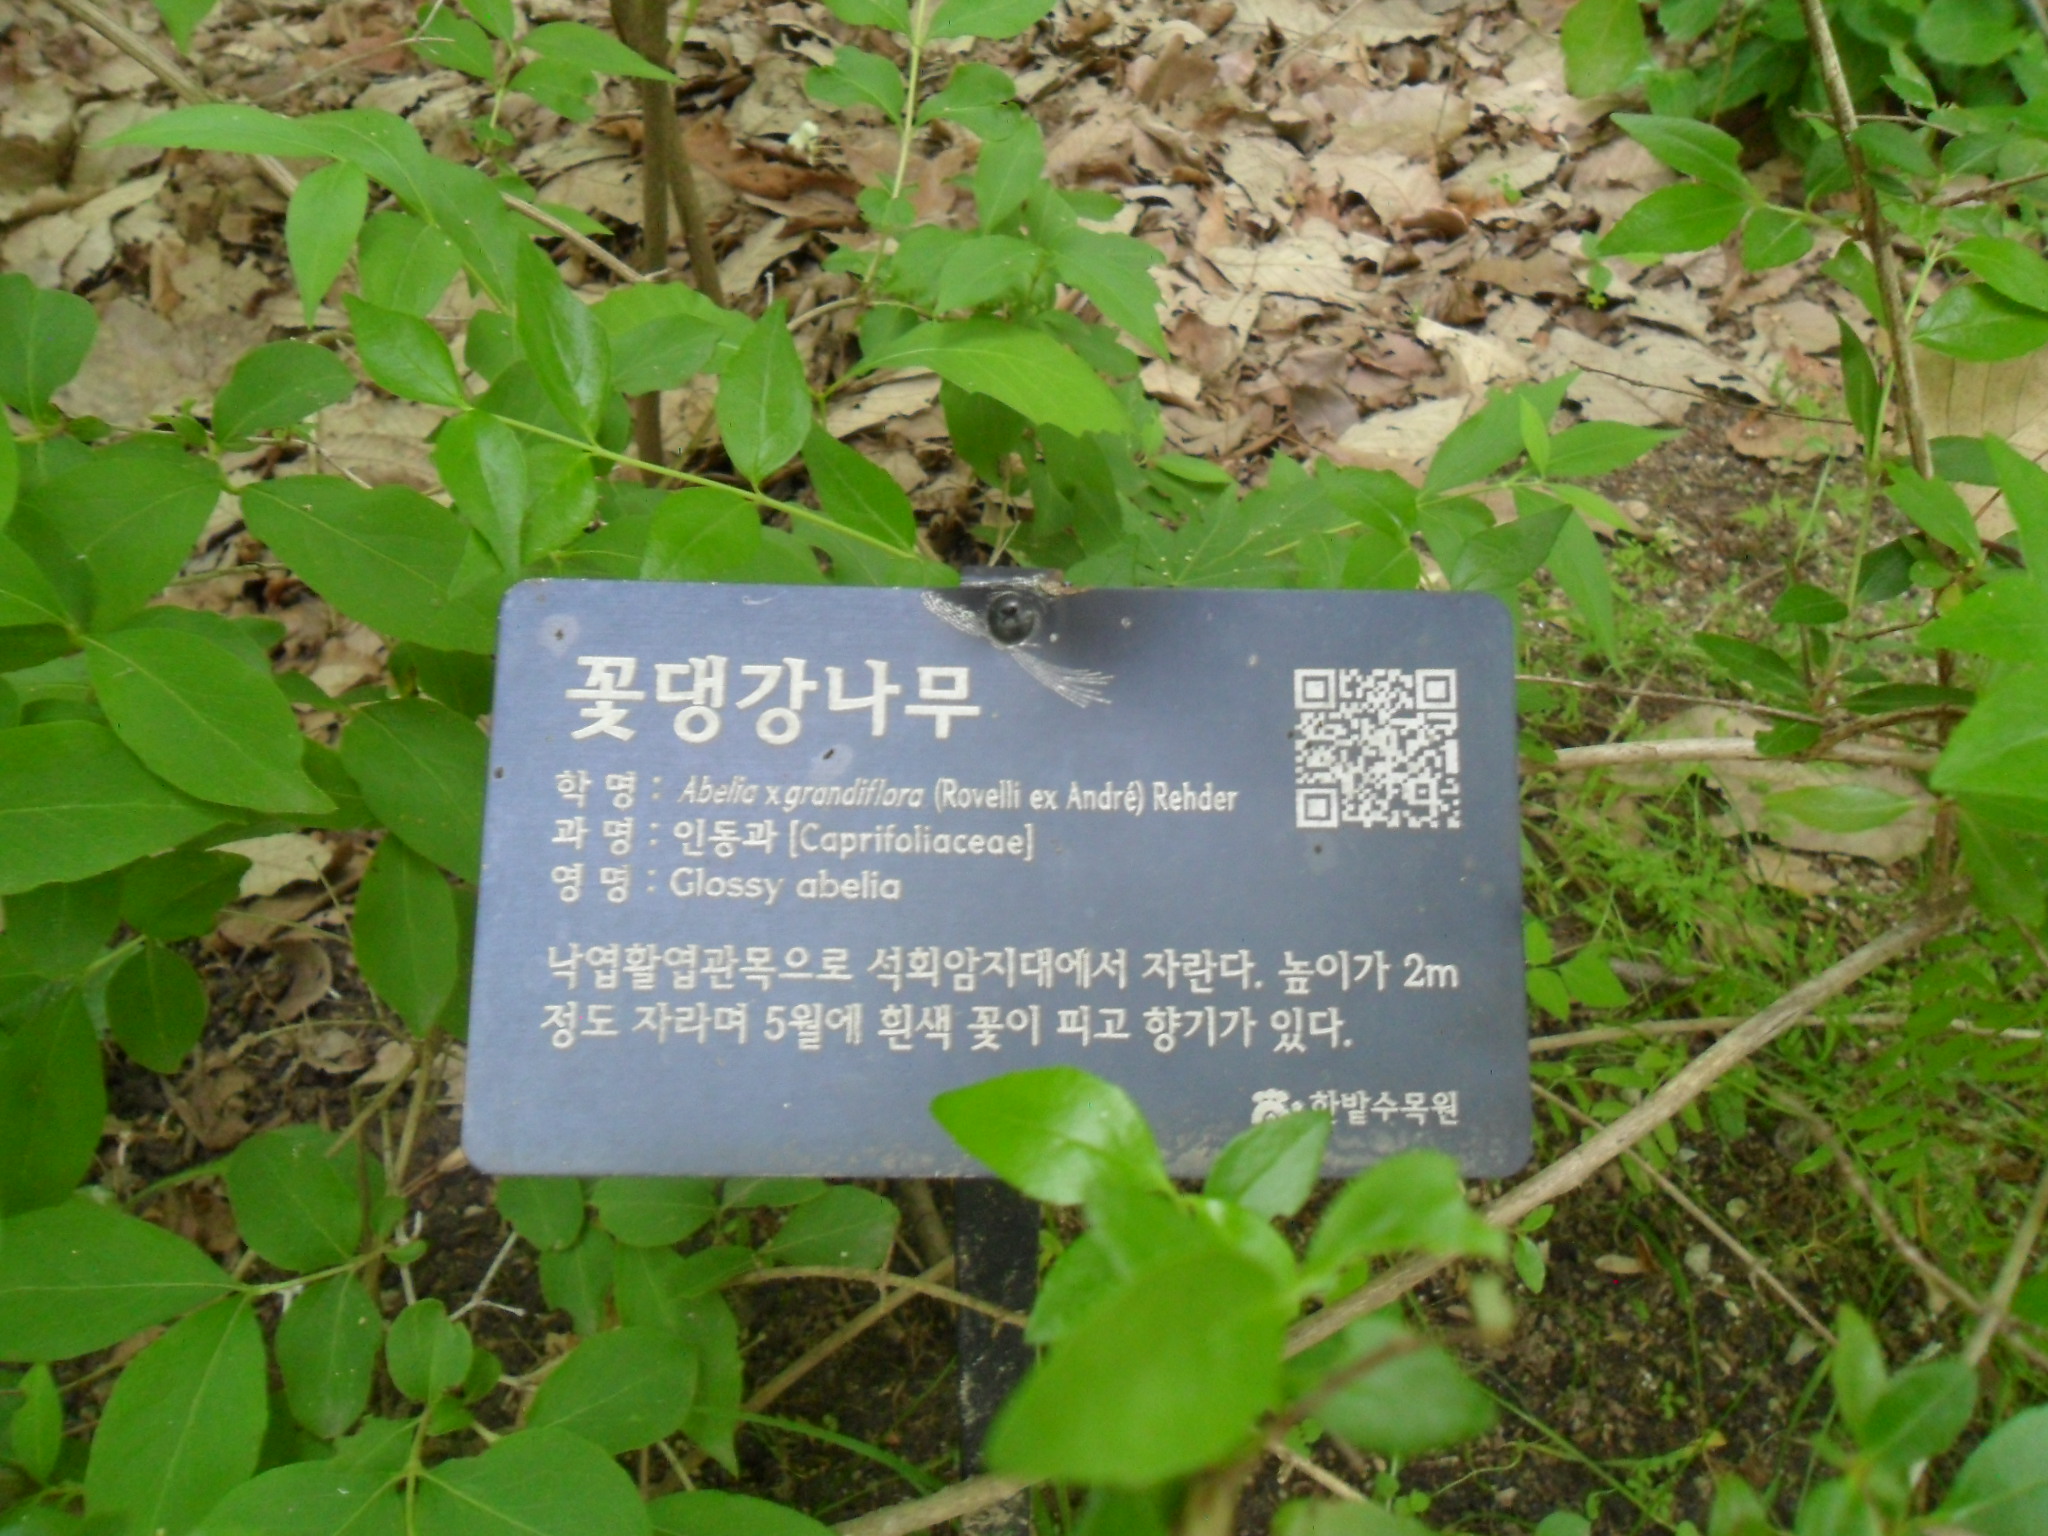 꽃댕강나무
학 명 : Abelia x grandiflora (Rovelli ex André) Rehder
과 명 : 인동과 [Caprifoliaceae]
영 명 : Glossy abelia
낙엽활엽관목으로 석회암지대에서 자란다. 높이가 2m
정도 자라며 5월에 흰색 꽃이 피고 향기가 있다.
한밭수목원